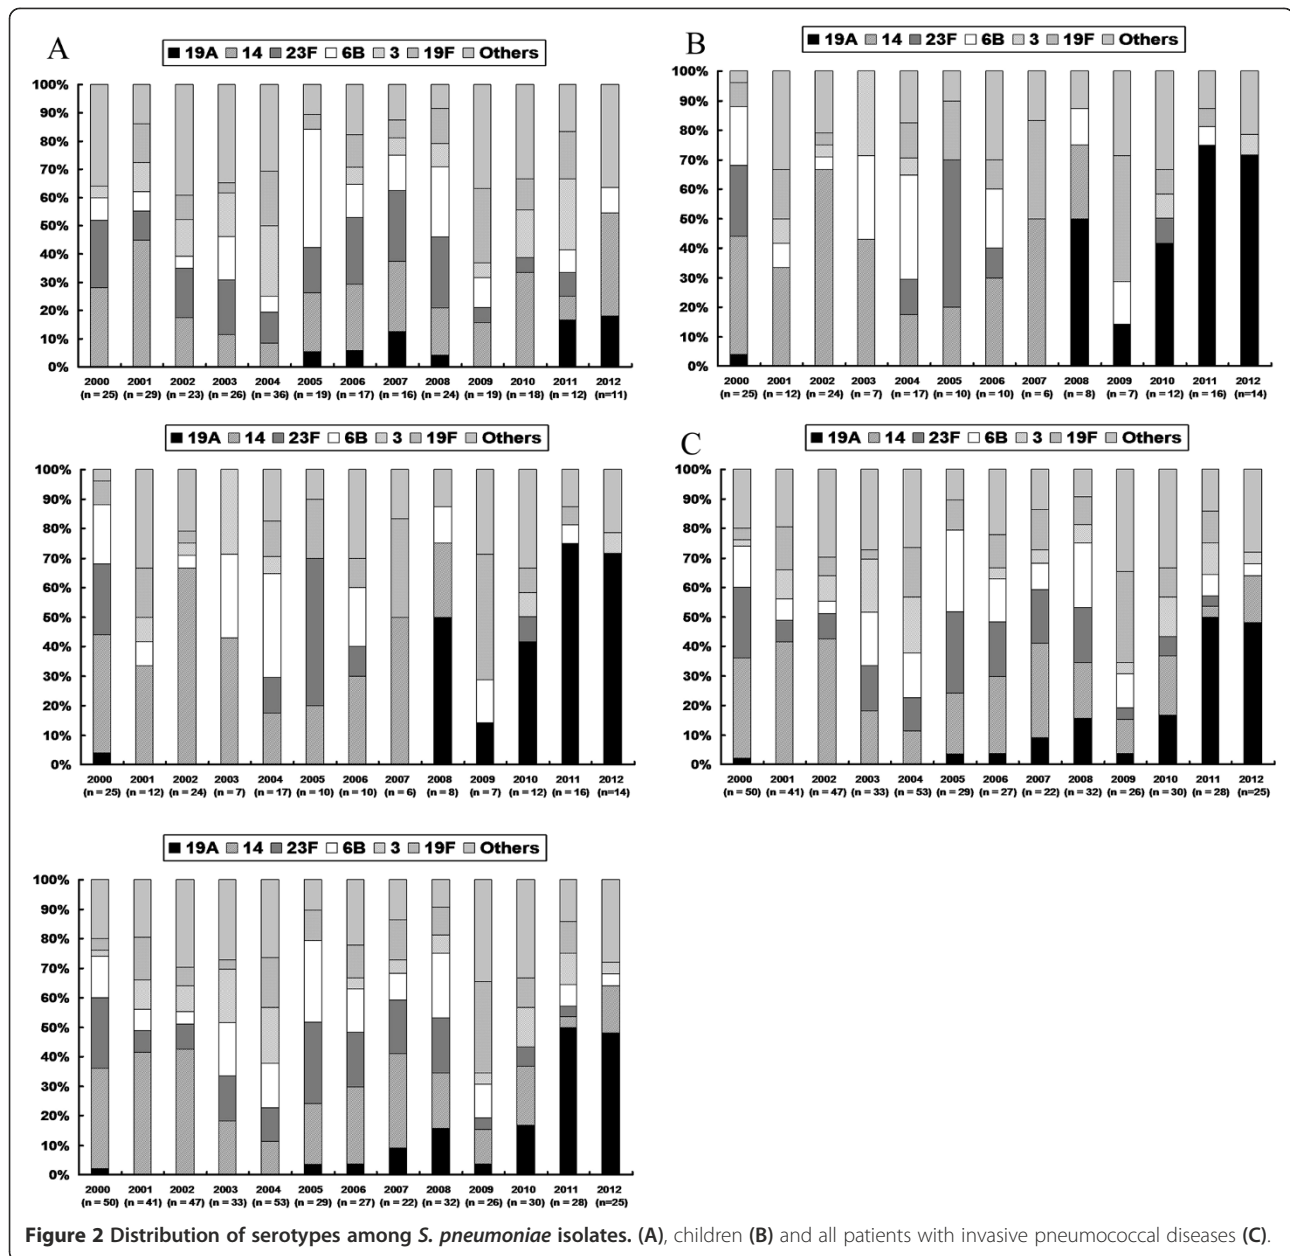 A
19A 14 23F 6B 3 19F Others
100%
90%
80%
70%
60%
50%
40%
30%
20%
10%
0%
2000 2001 2002 2003 2004 2005 2006 2007 2008 2009 2010 2011 2012
(n = 25) (n = 29) (n = 23) (n = 26) (n = 36) (n = 19) (n = 17) (n = 16) (n = 24) (n = 19) (n = 18) (n = 12) (n=11)
B
19A 14 23F 6B 3 19F Others
100%
90%
80%
70%
60%
50%
40%
30%
20%
10%
0%
2000 2001 2002 2003 2004 2005 2006 2007 2008 2009 2010 2011 2012
(n = 25) (n = 12) (n = 24) (n = 7) (n = 17) (n = 10) (n = 10) (n = 6) (n = 8) (n = 7) (n = 12) (n = 16) (n=14)
19A 14 23F 6B 3 19F Others
100%
90%
80%
70%
60%
50%
40%
30%
20%
10%
0%
2000 2001 2002 2003 2004 2005 2006 2007 2008 2009 2010 2011 2012
(n = 25) (n = 12) (n = 24) (n = 7) (n = 17) (n = 10) (n = 10) (n = 6) (n = 8) (n = 7) (n = 12) (n = 16) (n=14)
C
19A 14 23F 6B 3 19F Others
100%
90%
80%
70%
60%
50%
40%
30%
20%
10%
0%
2000 2001 2002 2003 2004 2005 2006 2007 2008 2009 2010 2011 2012
(n = 50) (n = 41) (n = 47) (n = 33) (n = 53) (n = 29) (n = 27) (n = 22) (n = 32) (n = 26) (n = 30) (n = 28) (n=25)
19A 14 23F 6B 3 19F Others
100%
90%
80%
70%
60%
50%
40%
30%
20%
10%
0%
2000 2001 2002 2003 2004 2005 2006 2007 2008 2009 2010 2011 2012
(n = 50) (n = 41) (n = 47) (n = 33) (n = 53) (n = 29) (n = 27) (n = 22) (n = 32) (n = 26) (n = 30) (n = 28) (n=25)
Figure 2 Distribution of serotypes among S. pneumoniae isolates. (A), children (B) and all patients with invasive pneumococcal diseases (C).